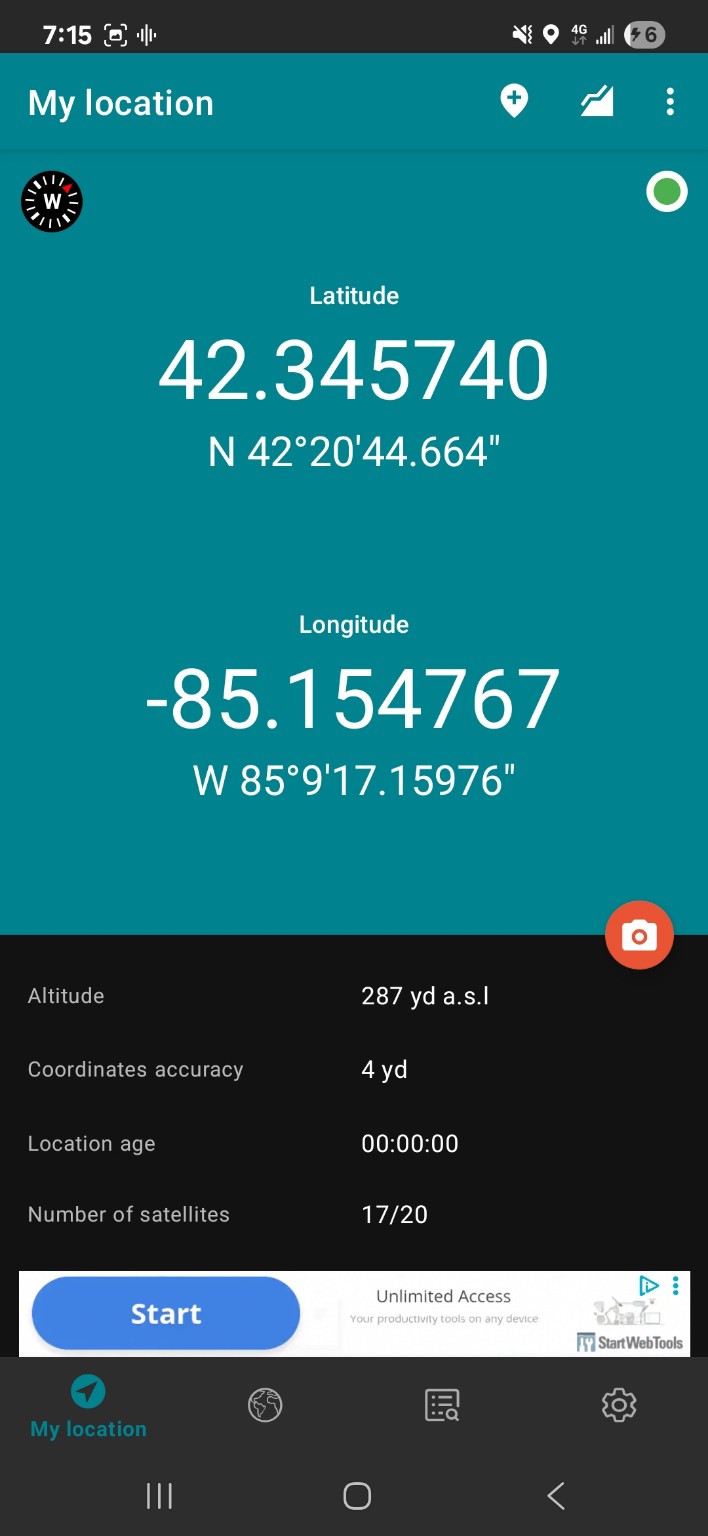 7:15
4G
6
My location
W
Latitude
42.345740
N 42°20'44.664"
Longitude
-85.154767
W 85°9'17.15976"
Altitude 287 yd a.s.l
Coordinates accuracy 4 yd
Location age 00:00:00
Number of satellites 17/20
Start
Unlimited Access
Your productivity tools on any device
StartWebTools
My location